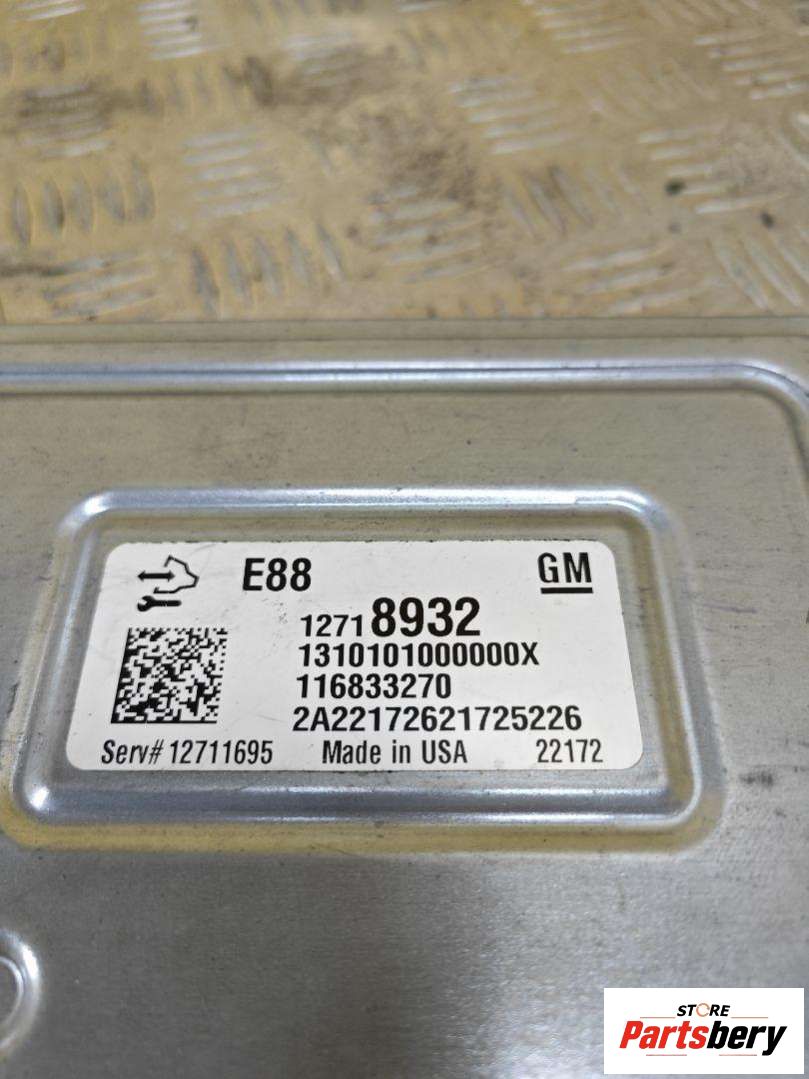 E88
GM
12718932
1310101000000X
116833270
2A22172621725226
Serv# 12711695 Made in USA 22172
STORE
Partsbery